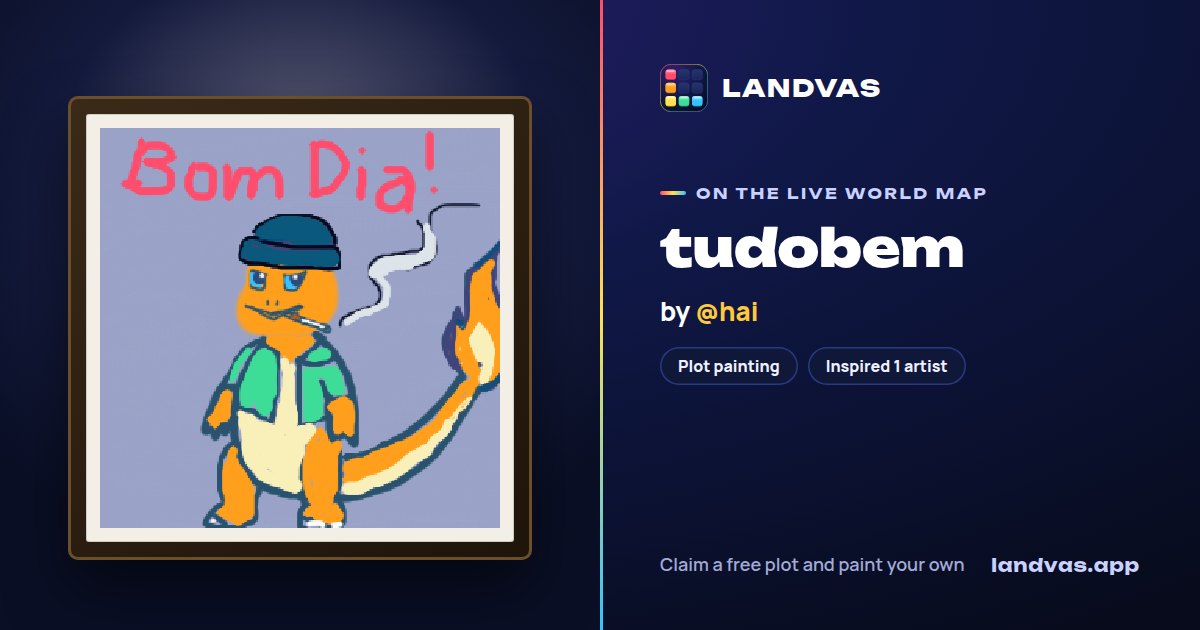 Bom Dia!
LANDVAS
ON THE LIVE WORLD MAP
tudobem
by @hai
Plot painting
Inspired 1 artist
Claim a free plot and paint your own
landvas.app